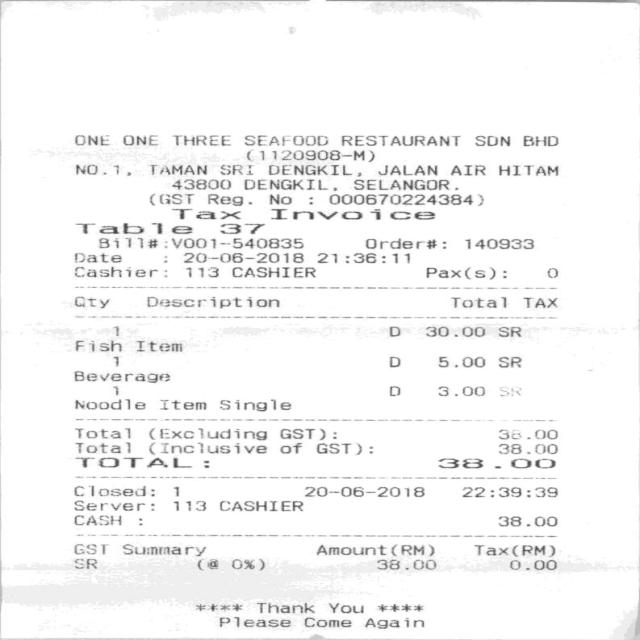 ONE ONE THREE SEAFOOD RESTAURANT SDN BHD
(1120908-M)
NO.1, TAMAN SRI DENGKIL, JALAN AIR HITAM
43800 DENGKIL, SELANGOR.
(GST Reg. No : 000670224384)
Tax Invoice
Table 37
Bill#:V001-540835 Order#: 140933
Date : 20-06-2018 21:36:11
Cashier: 113 CASHIER Pax(s): 0
Qty Description Total TAX
1 D 30.00 SR
Fish Item
1 D 5.00 SR
Beverage
1 D 3.00 SR
Noodle Item Single
Total (Excluding GST): 38.00
Total (Inclusive of GST): 38.00
TOTAL: 38.00
Closed: 1 20-06-2018 22:39:39
Server: 113 CASHIER
CASH : 38.00
GST Summary Amount(RM) Tax(RM)
SR (@ 0%) 38.00 0.00
**** Thank You ****
Please Come Again